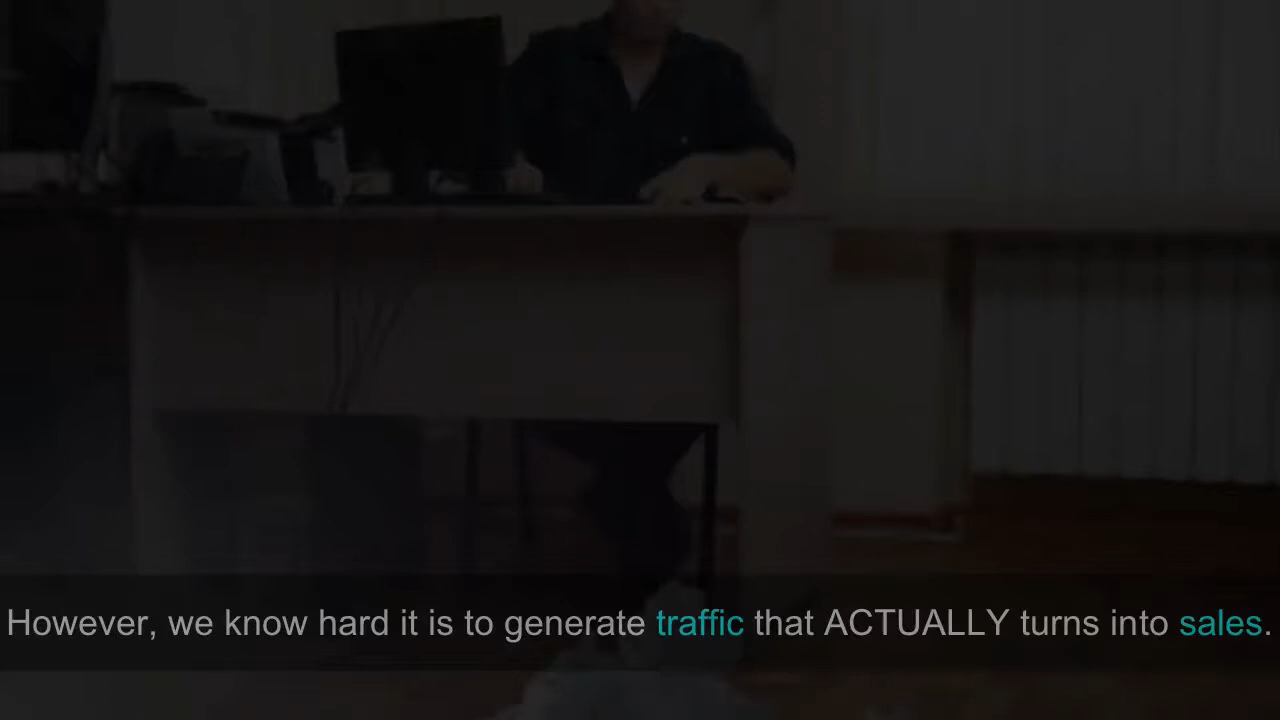 However, we know hard it is to generate traffic that ACTUALLY turns into sales.